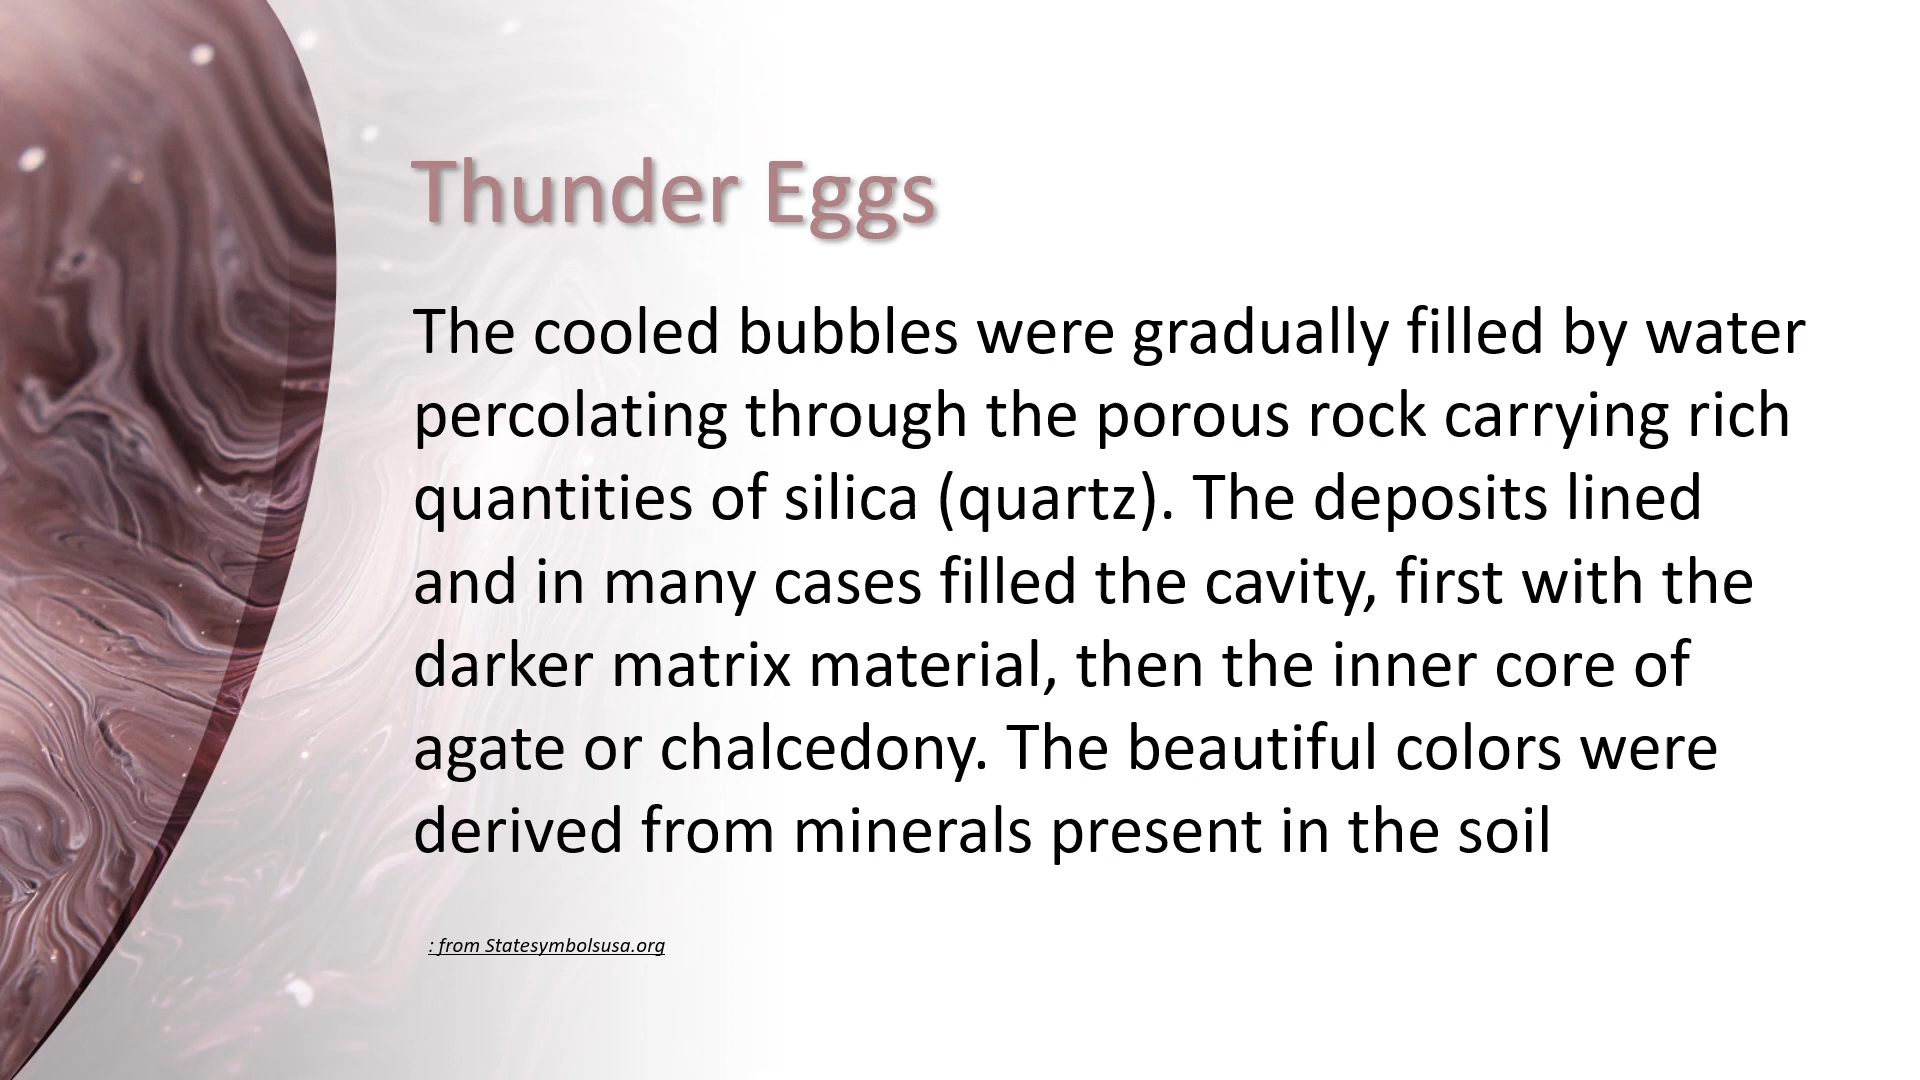 Thunder Eggs
The cooled bubbles were gradually filled by water
percolating through the porous rock carrying rich
quantities of silica (quartz). The deposits lined
and in many cases filled the cavity, first with the
darker matrix material, then the inner core of
agate or chalcedony. The beautiful colors were
derived from minerals present in the soil
: from Statesymbolsusa.org